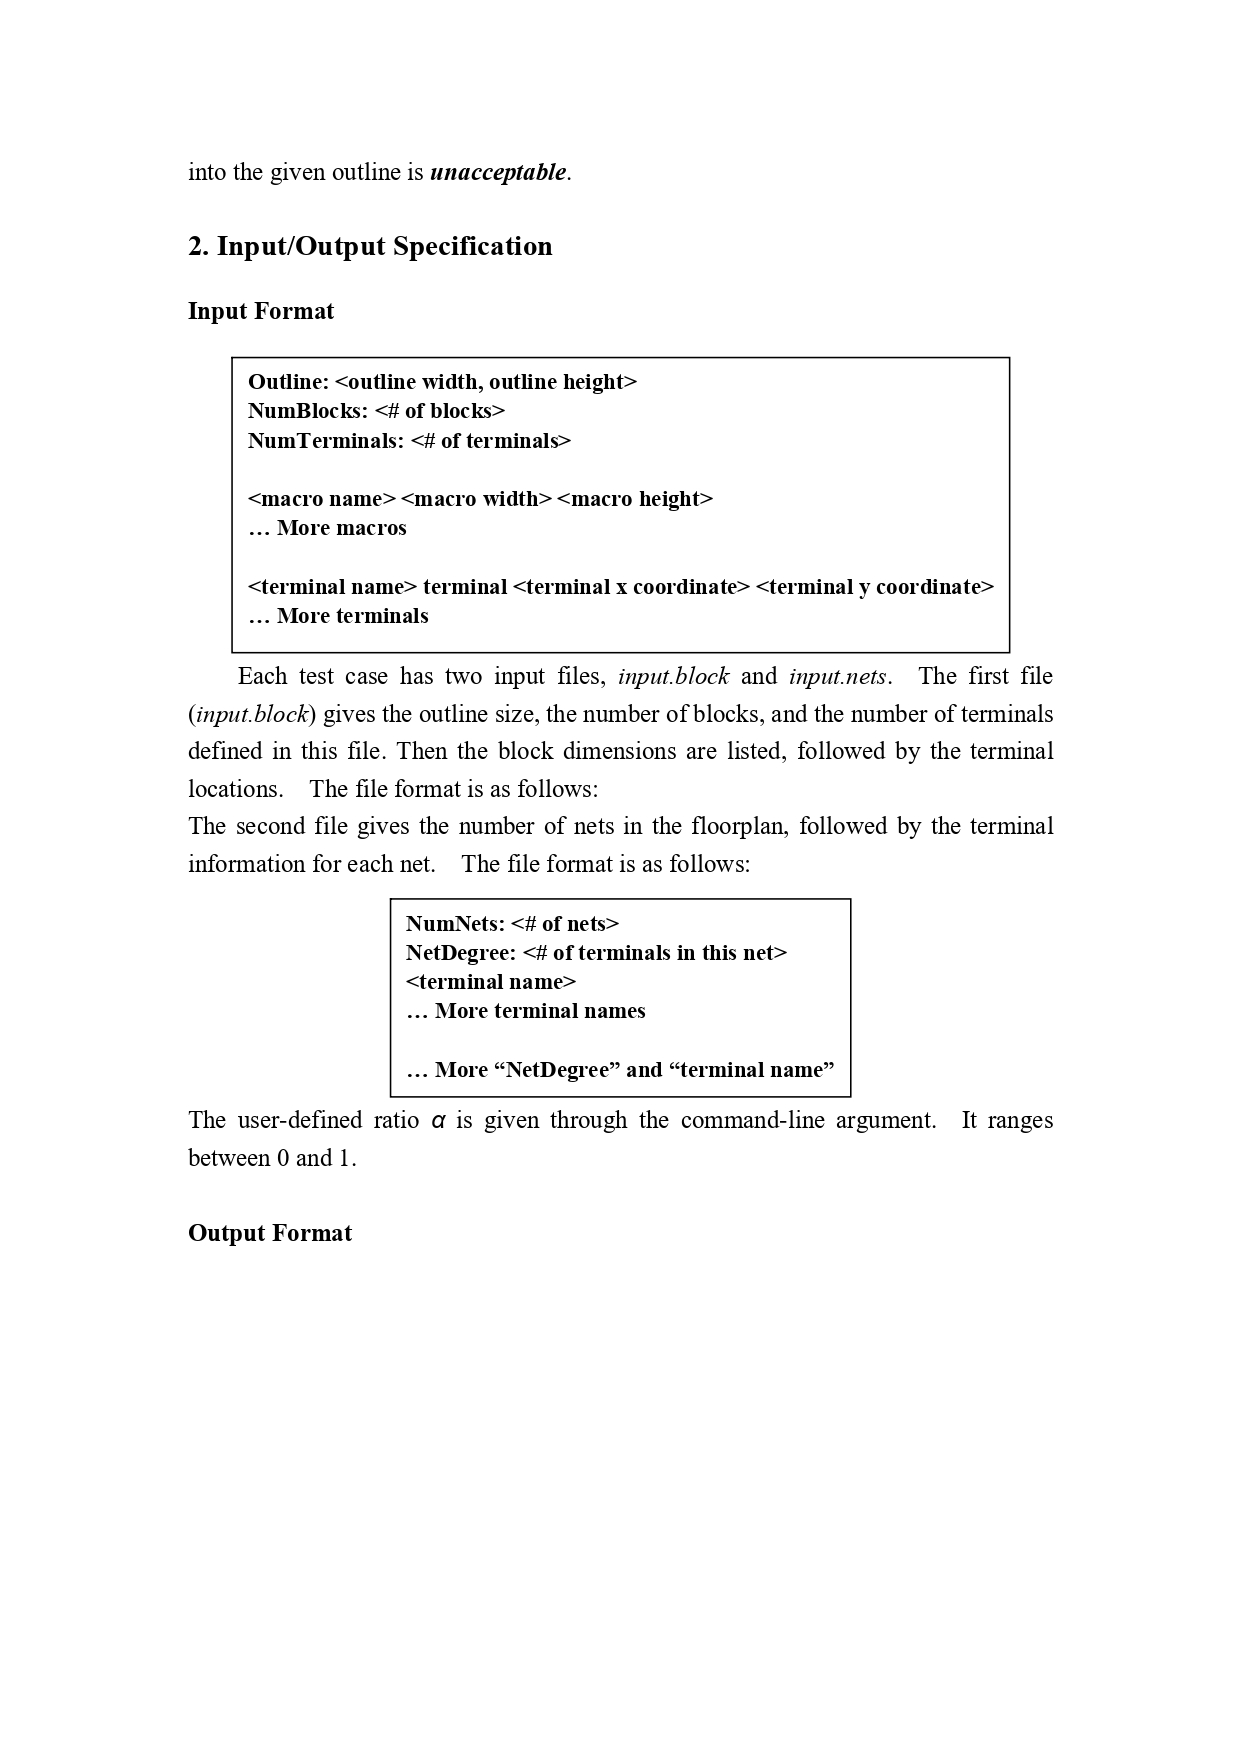 into the given outline is unacceptable.
2. Input/Output Specification
Input Format
Outline: <outline width, outline height>
NumBlocks: <# of blocks>
NumTerminals: <# of terminals>
<macro name> <macro width> <macro height>
… More macros
<terminal name> terminal <terminal x coordinate> <terminal y coordinate>
… More terminals
Each test case has two input files, input.block and input.nets. The first file
(input.block) gives the outline size, the number of blocks, and the number of terminals
defined in this file. Then the block dimensions are listed, followed by the terminal
locations. The file format is as follows:
The second file gives the number of nets in the floorplan, followed by the terminal
information for each net. The file format is as follows:
NumNets: <# of nets>
NetDegree: <# of terminals in this net>
<terminal name>
… More terminal names
… More “NetDegree” and “terminal name”
The user-defined ratio α is given through the command-line argument. It ranges
between 0 and 1.
Output Format